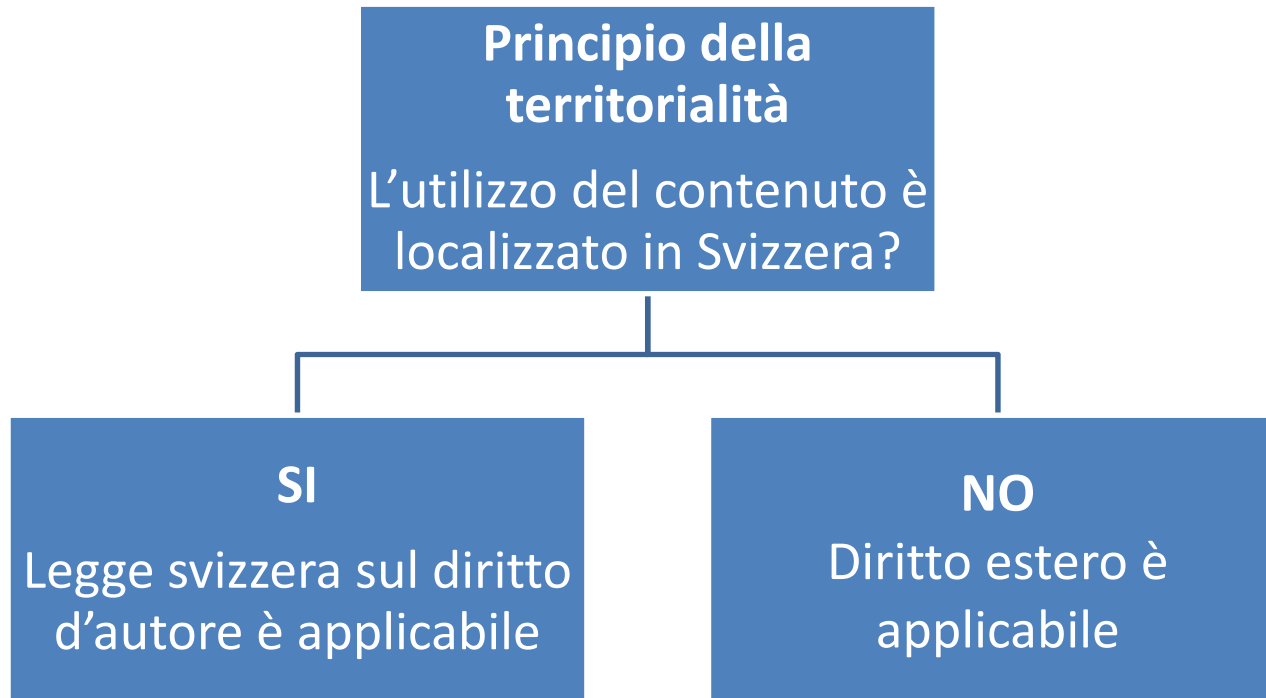 Principio della
territorialità
L’utilizzo del contenuto è
localizzato in Svizzera?
SI
Legge svizzera sul diritto
d’autore è applicabile
NO
Diritto estero è
applicabile